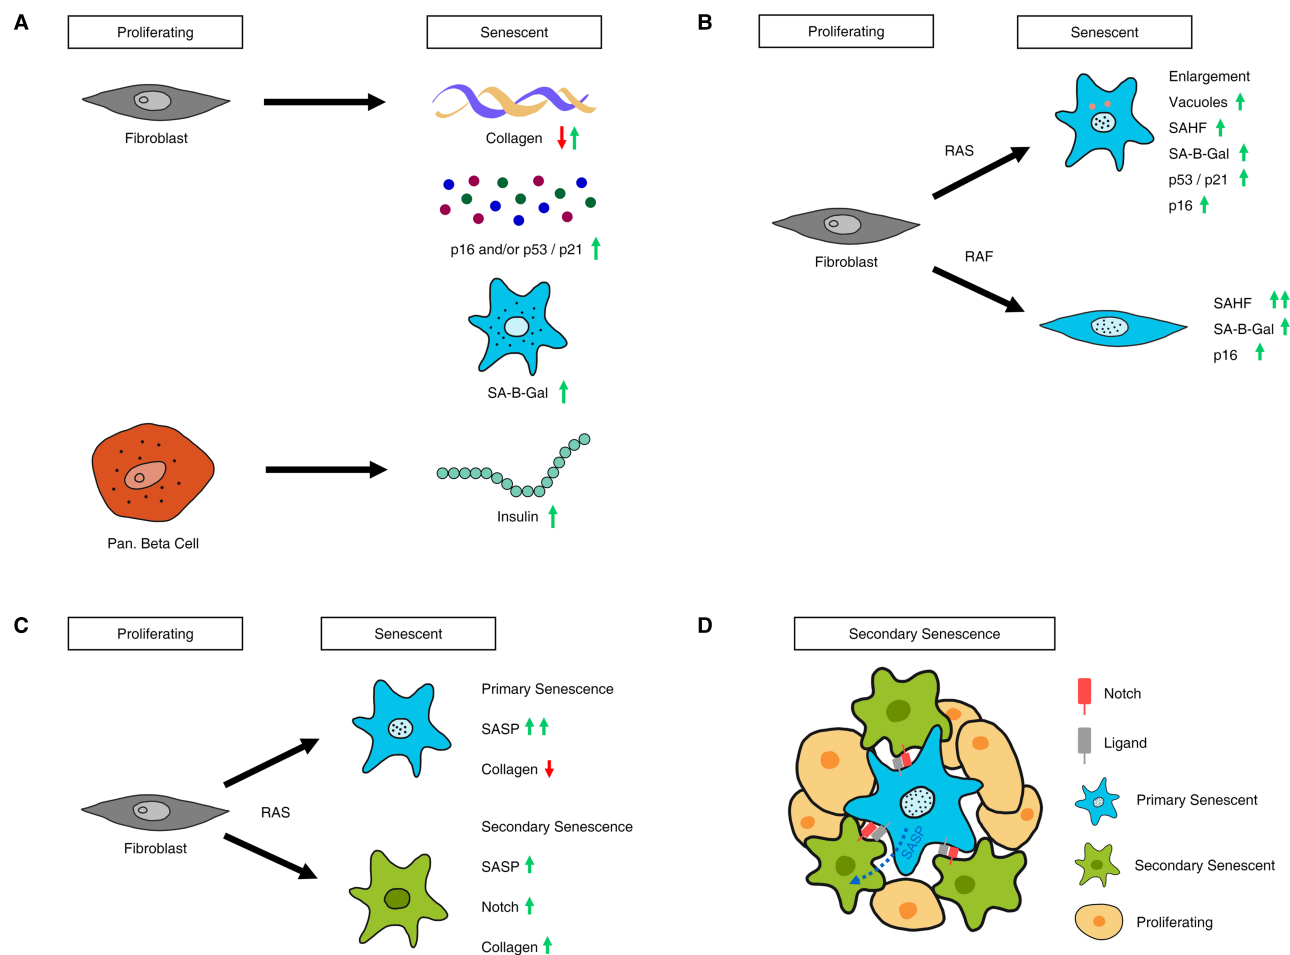 A
Proliferating
Senescent
Fibroblast
Collagen
p16 and/or p53 / p21
SA-B-Gal
Pan. Beta Cell
Insulin
B
Proliferating
Senescent
Fibroblast
RAS
RAF
Enlargement
Vacuoles
SAHF
SA-B-Gal
p53 / p21
p16
SAHF
SA-B-Gal
p16
C
Proliferating
Senescent
Fibroblast
RAS
Primary Senescence
SASP
Collagen
Secondary Senescence
SASP
Notch
Collagen
D
Secondary Senescence
SASP
Notch
Ligand
Primary Senescent
Secondary Senescent
Proliferating